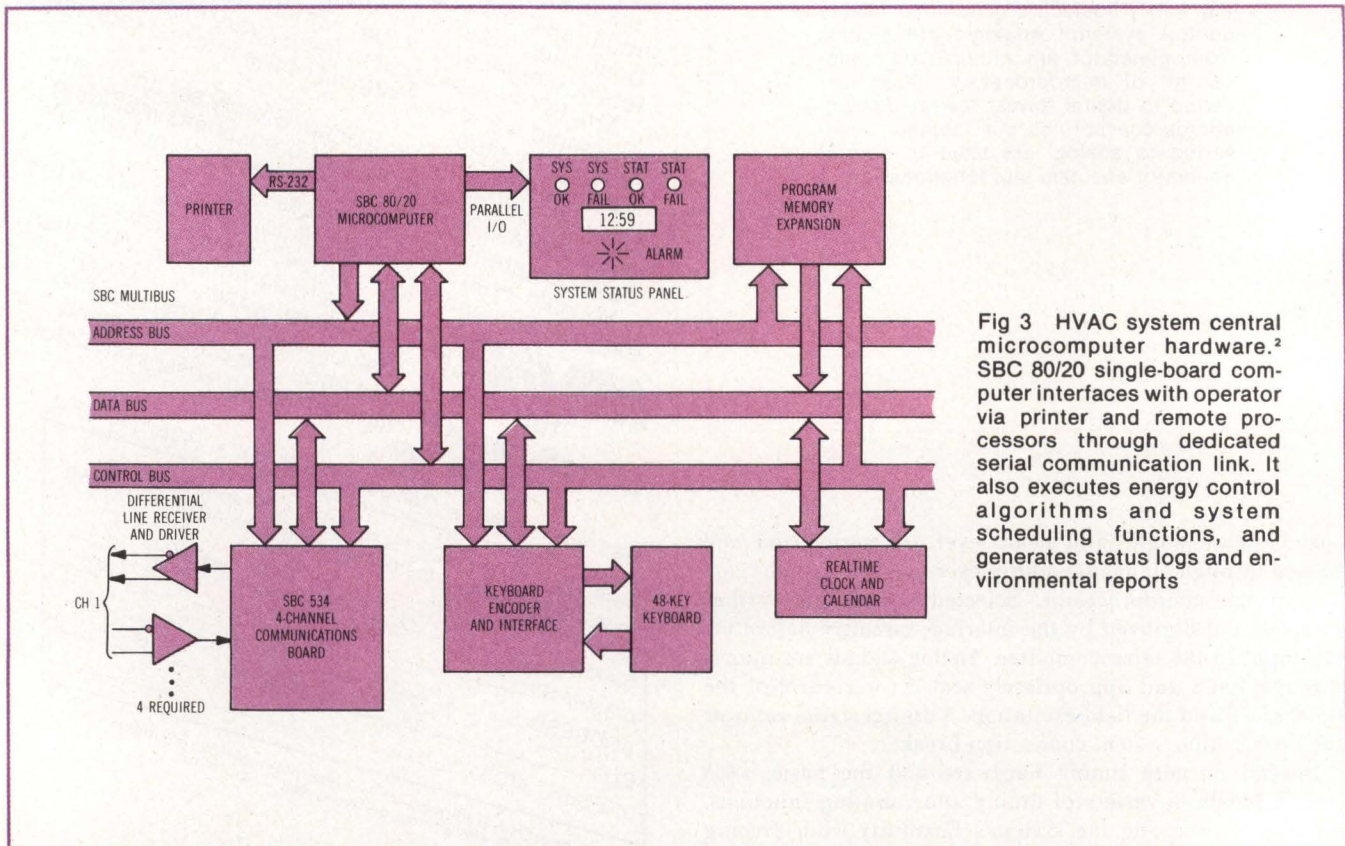 PRINTER
RS-232
SBC 80/20
MICROCOMPUTER
PARALLEL
I/O
SYS SYS STAT STAT
OK FAIL OK FAIL
12:59
ALARM
SYSTEM STATUS PANEL
PROGRAM
MEMORY
EXPANSION
SBC MULTIBUS
ADDRESS BUS
DATA BUS
CONTROL BUS
DIFFERENTIAL
LINE RECEIVER
AND DRIVER
CH 1
4 REQUIRED
SBC 534
4-CHANNEL
COMMUNICATIONS
BOARD
KEYBOARD
ENCODER
AND INTERFACE
48-KEY
KEYBOARD
REALTIME
CLOCK AND
CALENDAR
Fig 3 HVAC system central
microcomputer hardware.²
SBC 80/20 single-board com-
puter interfaces with operator
via printer and remote pro-
cessors through dedicated
serial communication link. It
also executes energy control
algorithms and system
scheduling functions, and
generates status logs and en-
vironmental reports